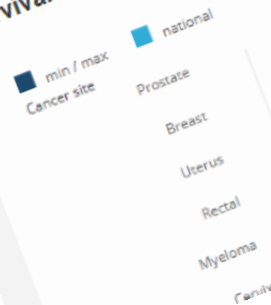 min / max
national
Cancer site
Prostate
Breast
Uterus
Rectal
Myeloma